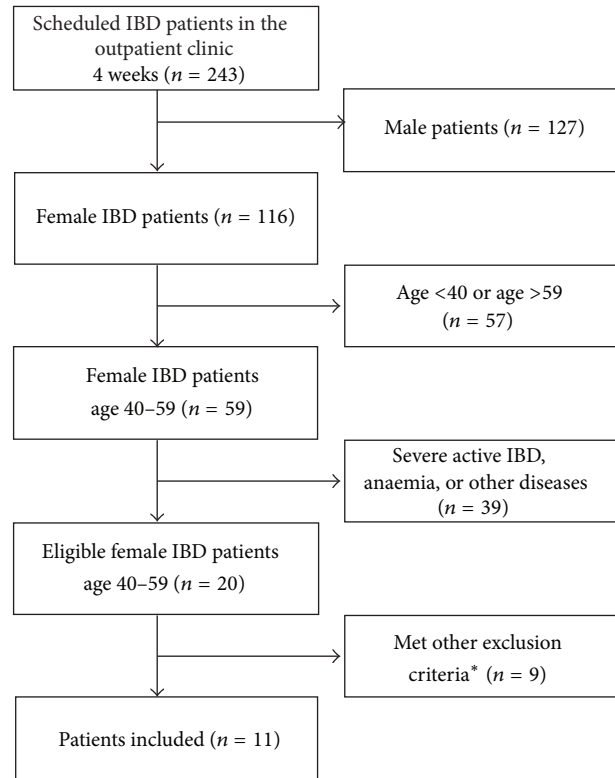 Scheduled IBD patients in the
outpatient clinic
4 weeks (n = 243)
Male patients (n = 127)
Female IBD patients (n = 116)
Age <40 or age >59
(n = 57)
Female IBD patients
age 40–59 (n = 59)
Severe active IBD,
anaemia, or other diseases
(n = 39)
Eligible female IBD patients
age 40–59 (n = 20)
Met other exclusion
criteria* (n = 9)
Patients included (n = 11)